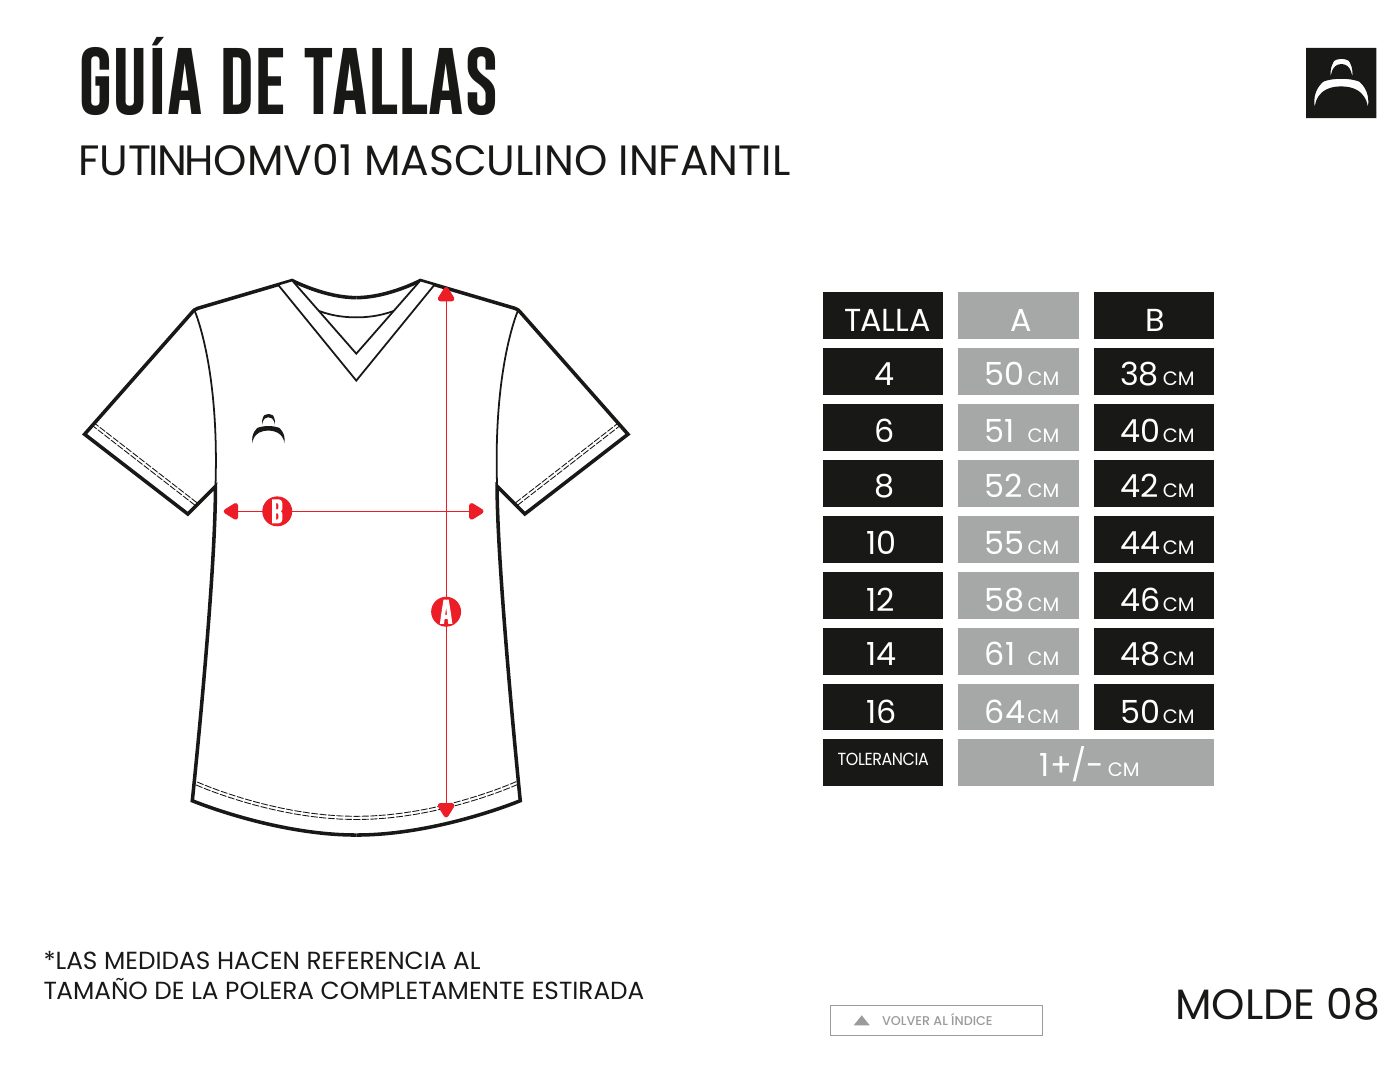 GUÍA DE TALLAS
FUTINHOMV01 MASCULINO INFANTIL
B
A
TALLA A B
4 50 CM 38 CM
6 51 CM 40 CM
8 52 CM 42 CM
10 55 CM 44 CM
12 58 CM 46 CM
14 61 CM 48 CM
16 64 CM 50 CM
TOLERANCIA 1+/- CM
*LAS MEDIDAS HACEN REFERENCIA AL
TAMAÑO DE LA POLERA COMPLETAMENTE ESTIRADA
VOLVER AL ÍNDICE
MOLDE 08